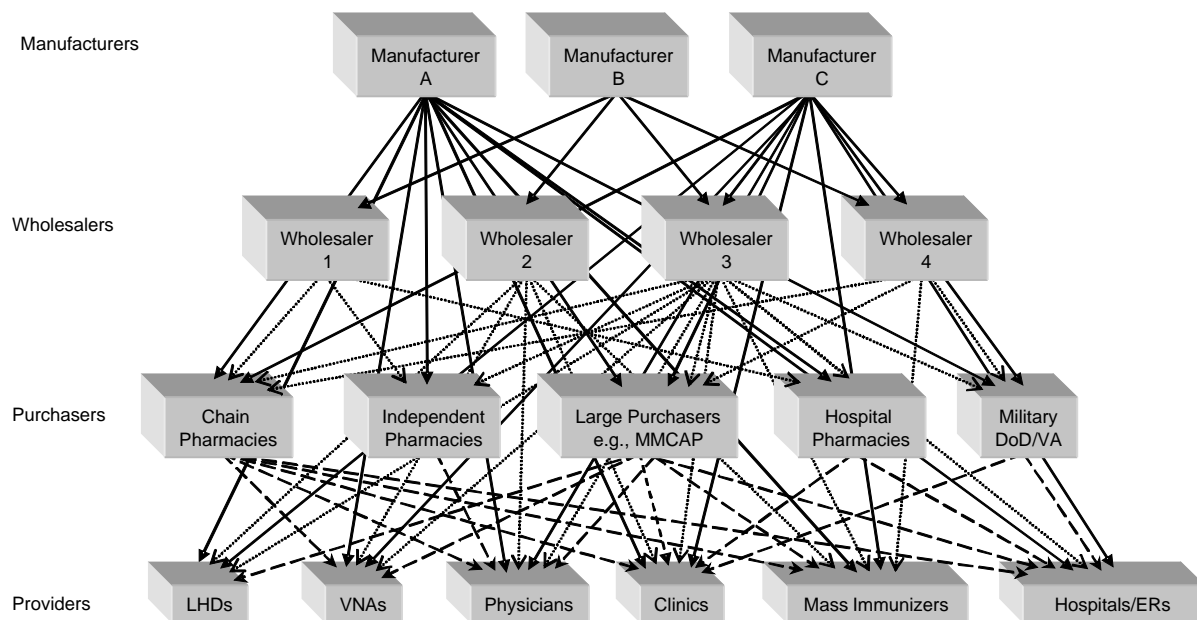 Manufacturers
Manufacturer
A
Manufacturer
B
Manufacturer
C
Wholesalers
Wholesaler
1
Wholesaler
2
Wholesaler
3
Wholesaler
4
Purchasers
Chain
Pharmacies
Independent
Pharmacies
Large Purchasers
e.g., MMCAP
Hospital
Pharmacies
Military
DoD/VA
Providers
LHDs
VNAs
Physicians
Clinics
Mass Immunizers
Hospitals/ERs